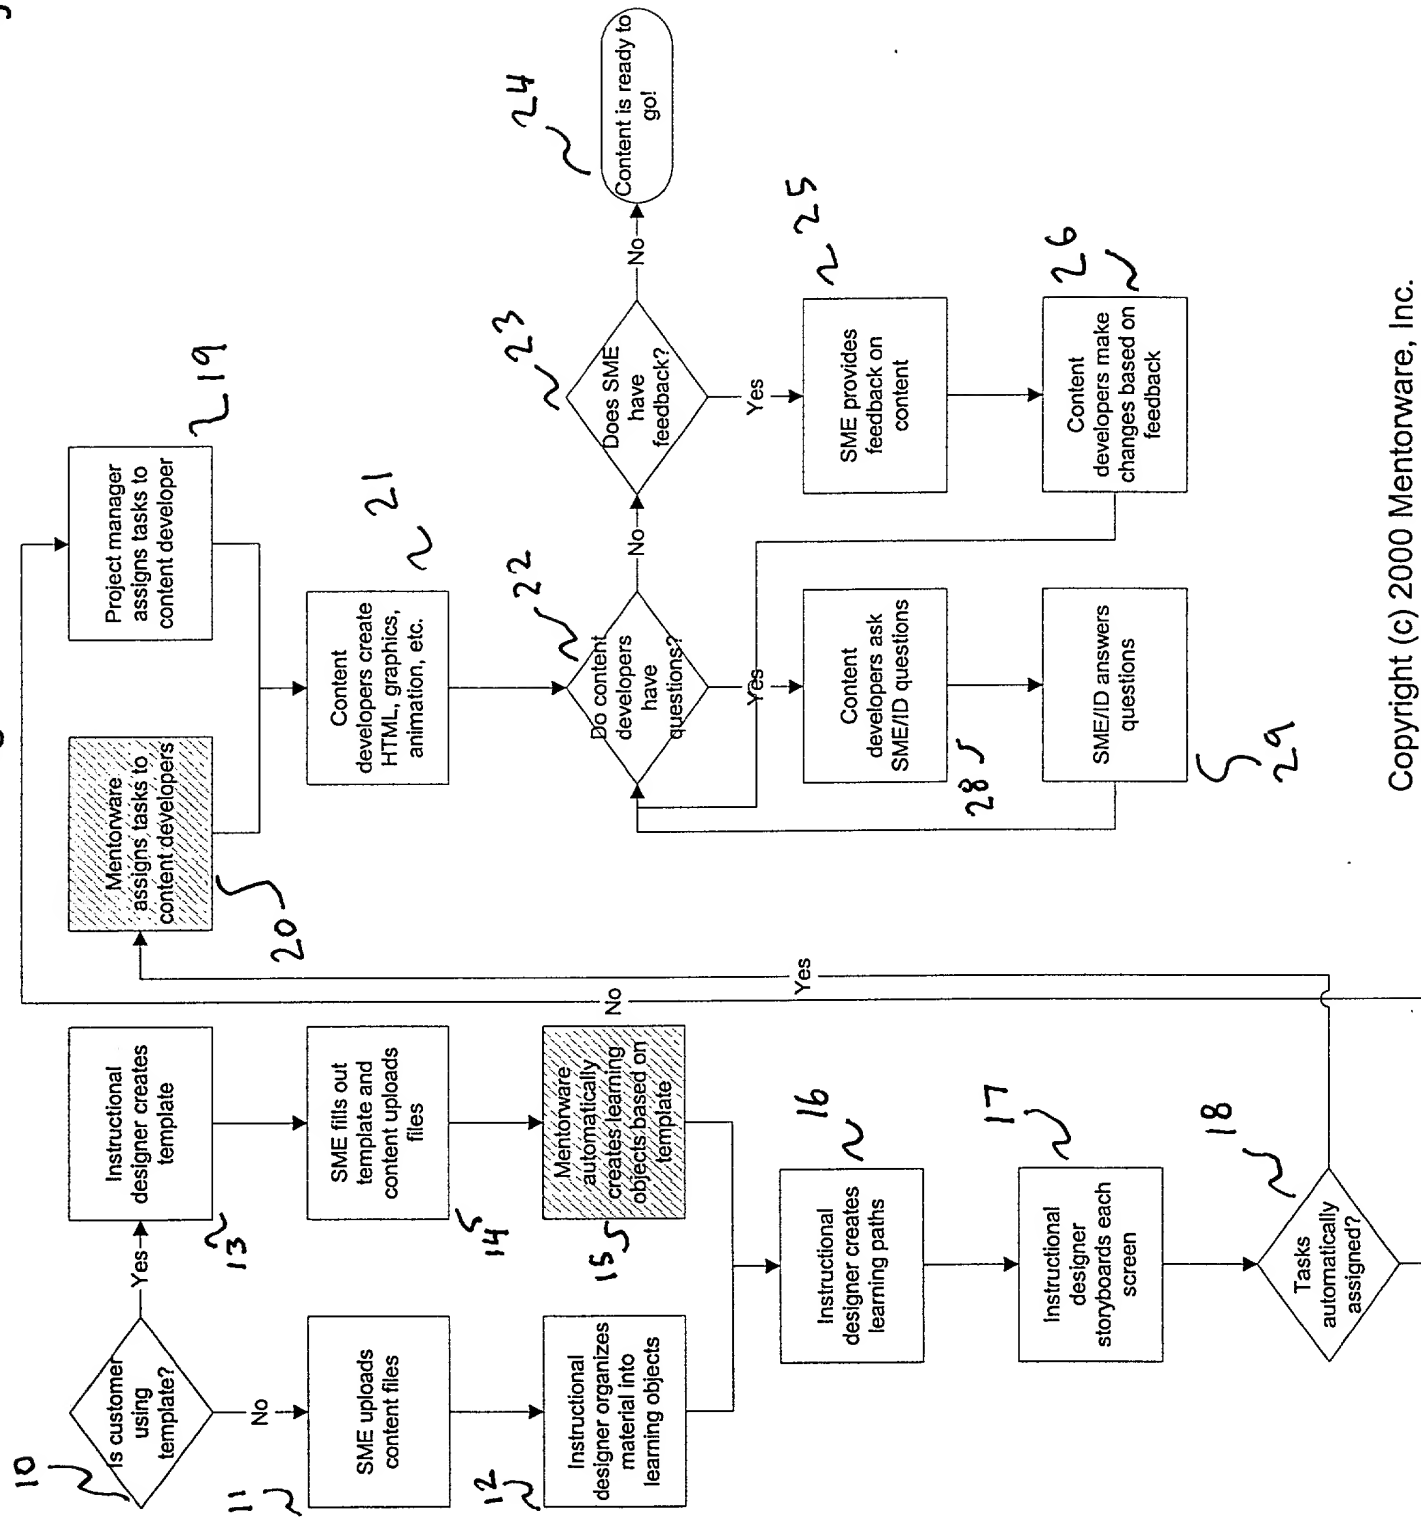 10
Is customer
using
template?
Yes
No
13
Instructional
designer creates
template
11
SME uploads
content files
14
SME fills out
template and
content uploads
files
12
Instructional
designer organizes
material into
learning objects
15
Mentorware
automatically
creates learning
objects based on
template
16
Instructional
designer creates
learning paths
17
Instructional
designer
storyboards each
screen
18
Tasks
automatically
assigned?
No
Yes
20
Mentorware
assigns tasks to
content developers
19
Project manager
assigns tasks to
content developer
21
Content
developers create
HTML, graphics,
animation, etc.
22
Do content
developers
have
questions?
No
Yes
23
Does SME
have
feedback?
No
Yes
24
Content is ready to
go!
28
Content
developers ask
SME/ID questions
25
SME provides
feedback on
content
29
SME/ID answers
questions
26
Content
developers make
changes based on
feedback
Copyright (c) 2000 Mentorware, Inc.